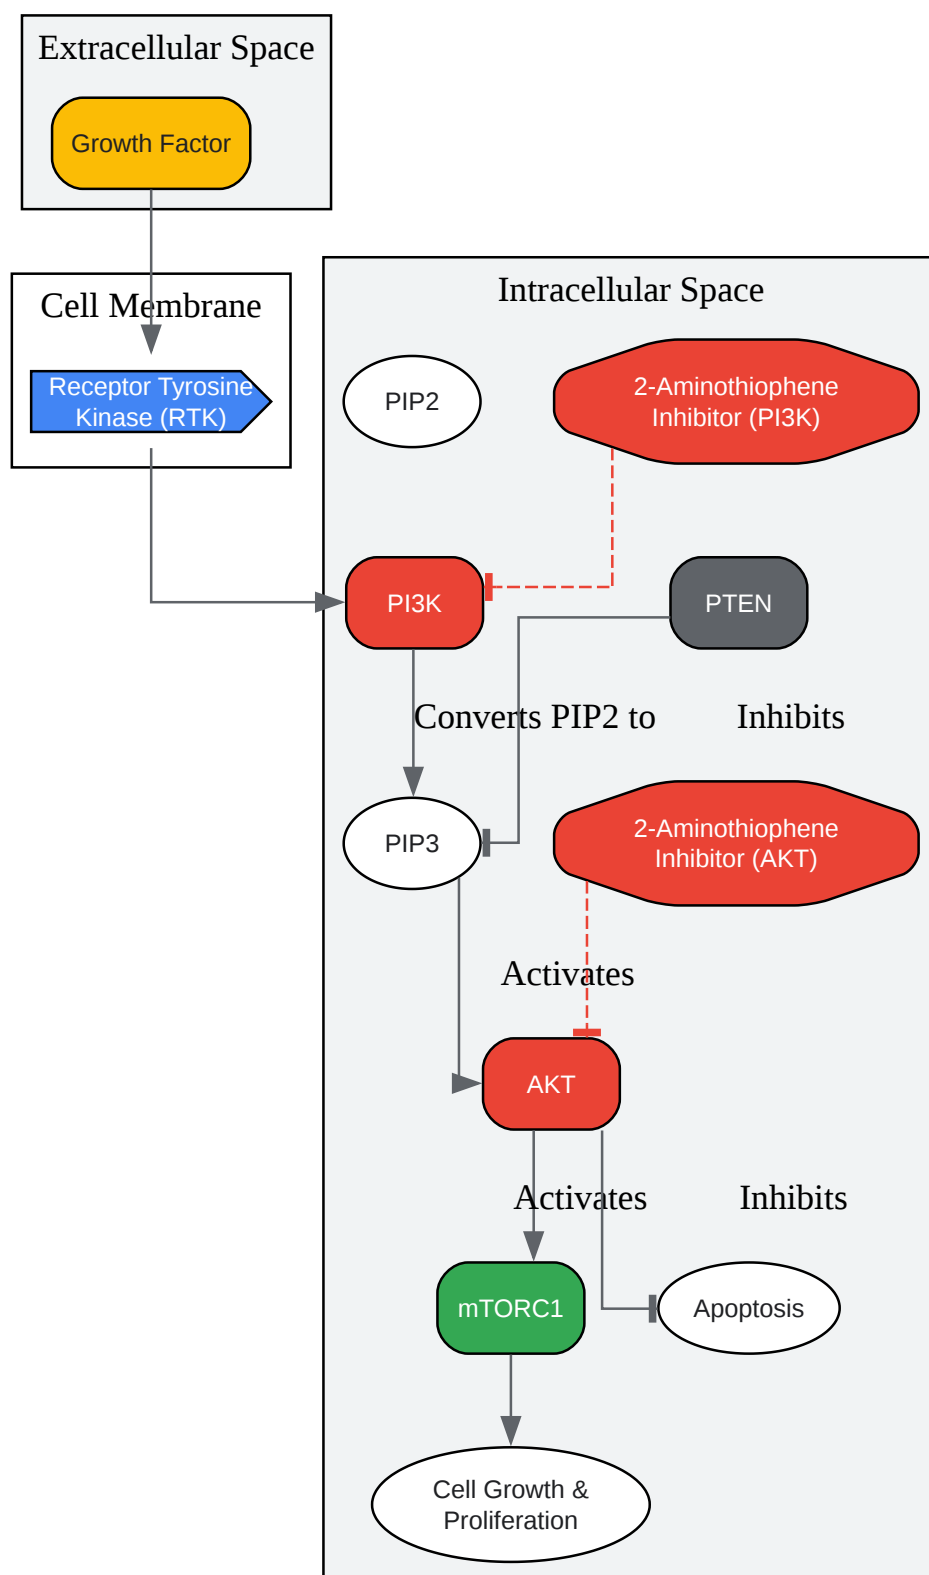 Extracellular Space
Growth Factor
Cell Membrane
Receptor Tyrosine
Kinase (RTK)
Intracellular Space
PIP2
2-Aminothiophene
Inhibitor (PI3K)
PI3K
PTEN
Converts PIP2 to
Inhibits
PIP3
2-Aminothiophene
Inhibitor (AKT)
Activates
AKT
Activates
Inhibits
mTORC1
Apoptosis
Cell Growth &
Proliferation